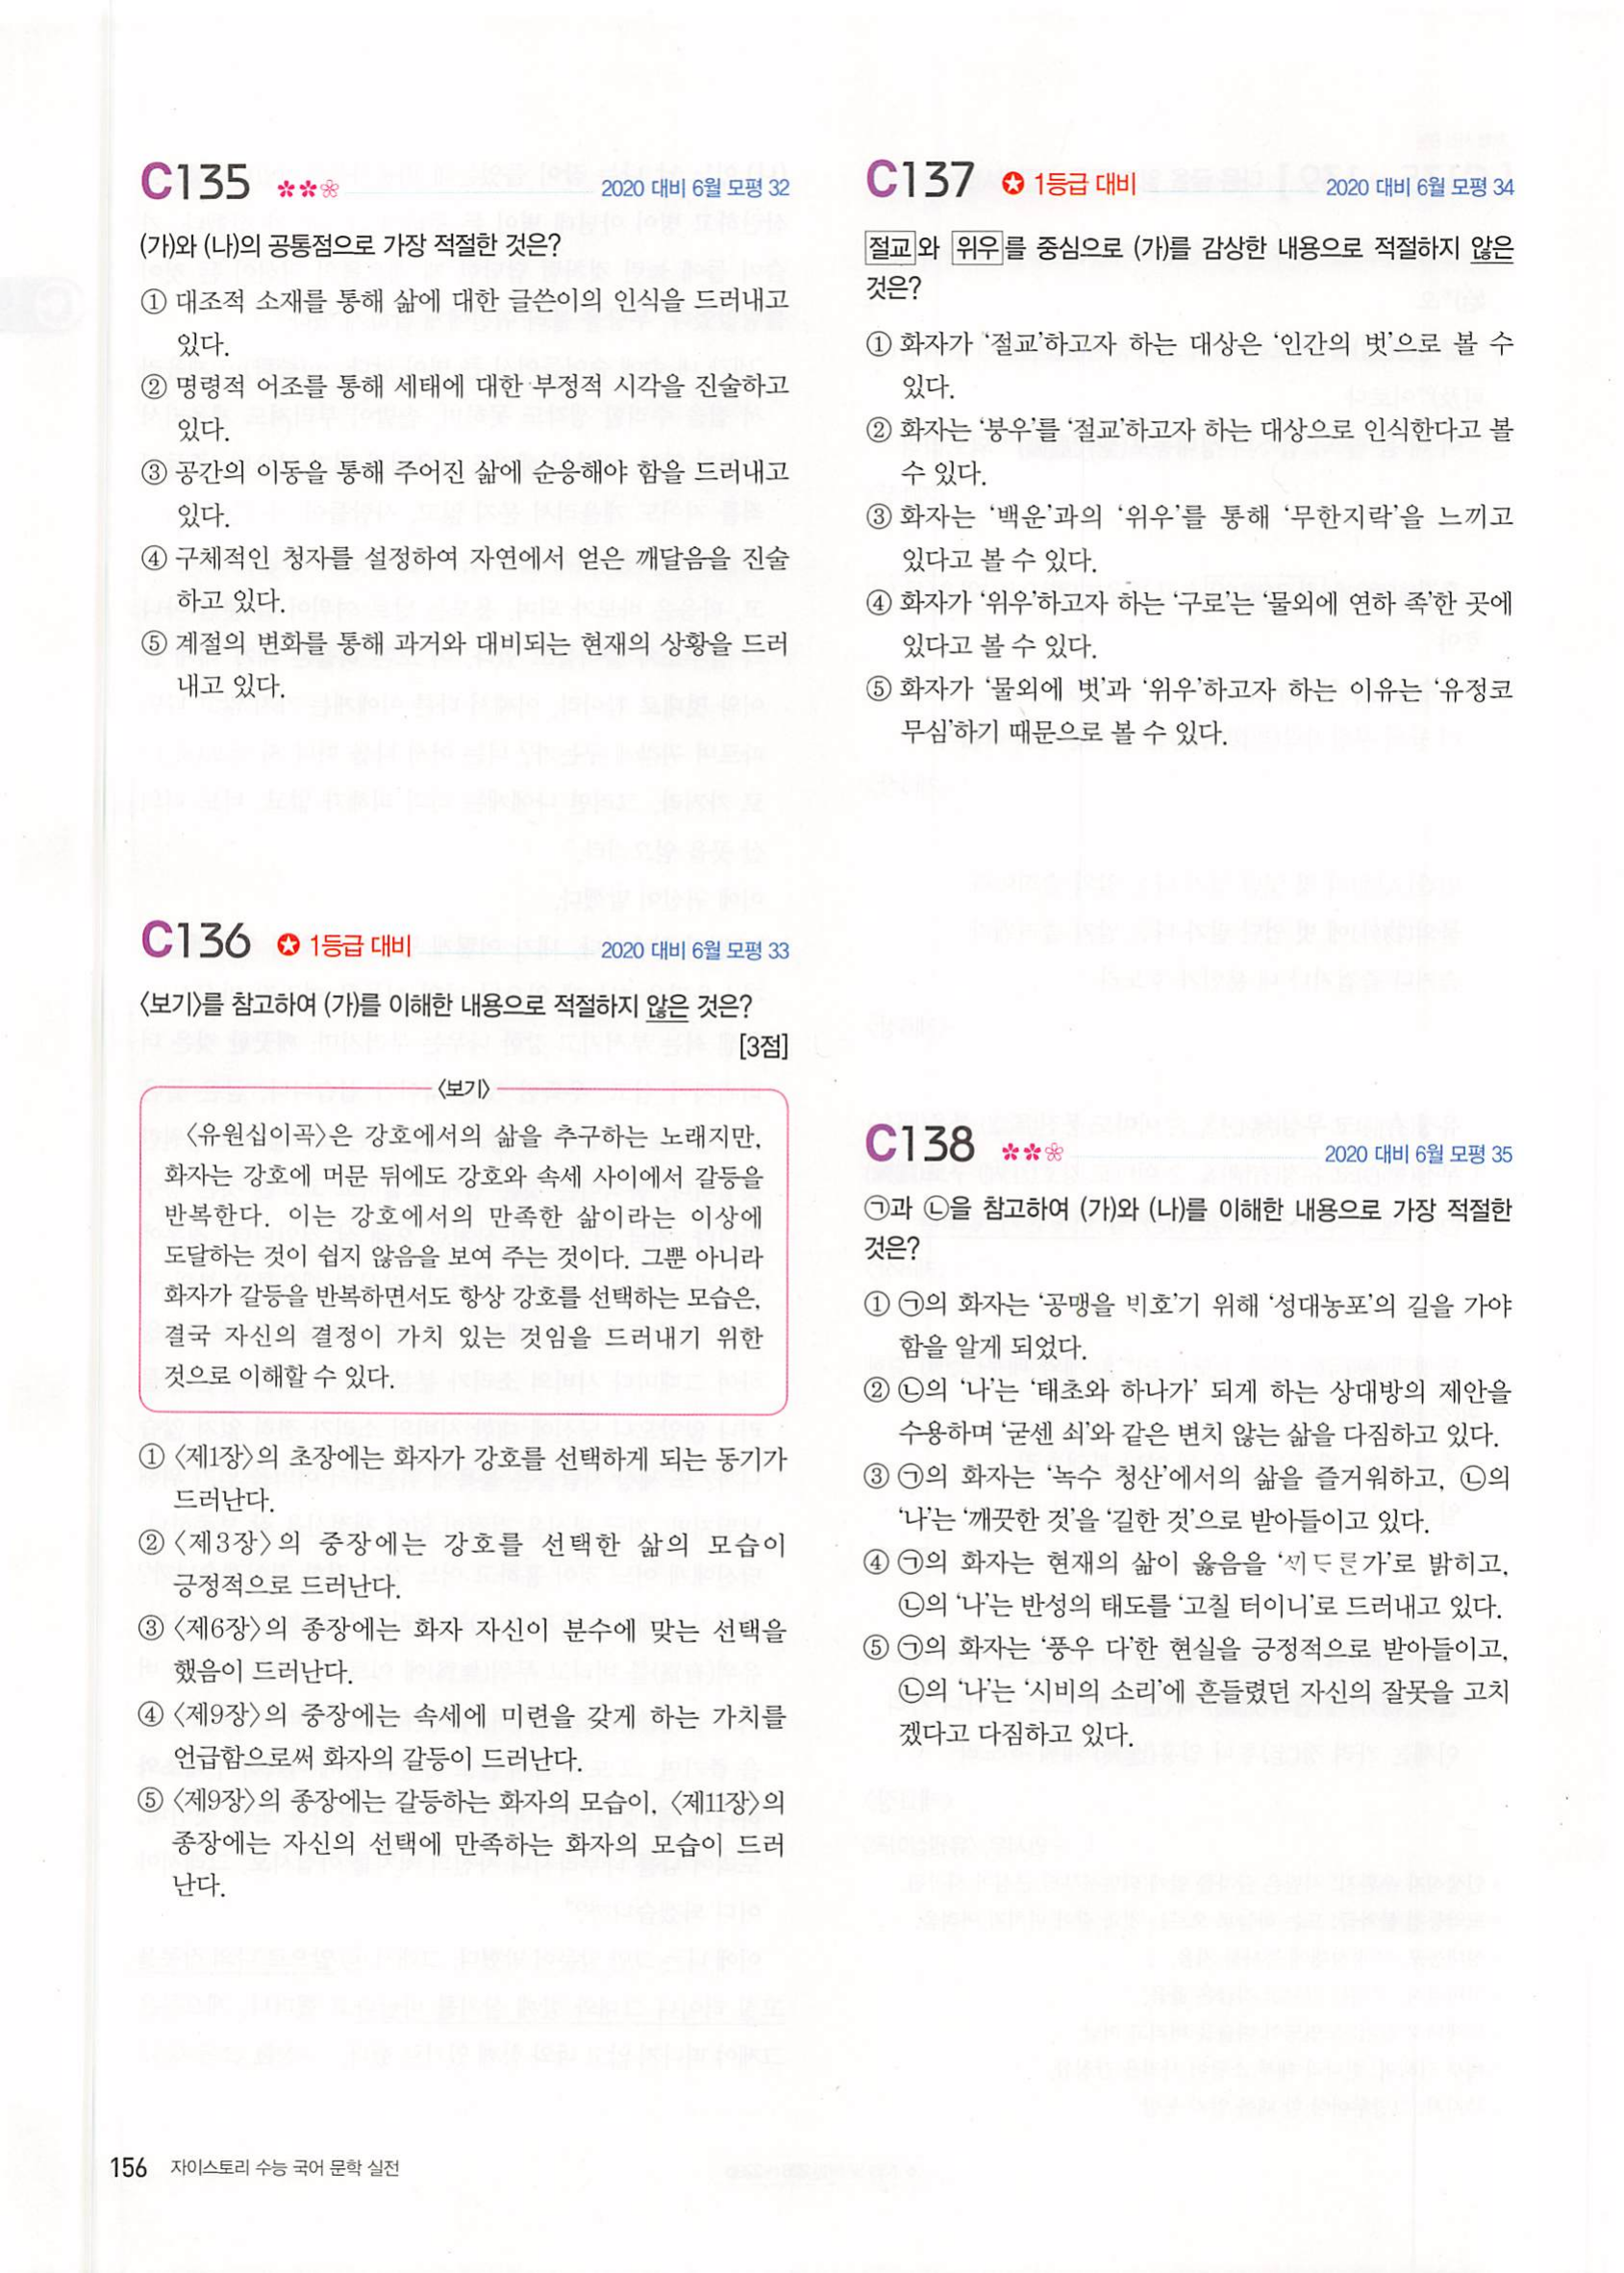 C135 ✽✽❀ 2020 대비 6월 모평 32
(가)와 (나)의 공통점으로 가장 적절한 것은?
① 대조적 소재를 통해 삶에 대한 글쓴이의 인식을 드러내고
있다.
② 명령적 어조를 통해 세태에 대한 부정적 시각을 진술하고
있다.
③ 공간의 이동을 통해 주어진 삶에 순응해야 함을 드러내고
있다.
④ 구체적인 청자를 설정하여 자연에서 얻은 깨달음을 진술
하고 있다.
⑤ 계절의 변화를 통해 과거와 대비되는 현재의 상황을 드러
내고 있다.
C136 ✪ 1등급 대비 2020 대비 6월 모평 33
〈보기〉를 참고하여 (가)를 이해한 내용으로 적절하지 않은 것은?
[3점]
〈보기〉
〈유원십이곡〉은 강호에서의 삶을 추구하는 노래지만,
화자는 강호에 머문 뒤에도 강호와 속세 사이에서 갈등을
반복한다. 이는 강호에서의 만족한 삶이라는 이상에
도달하는 것이 쉽지 않음을 보여 주는 것이다. 그뿐 아니라
화자가 갈등을 반복하면서도 항상 강호를 선택하는 모습은,
결국 자신의 결정이 가치 있는 것임을 드러내기 위한
것으로 이해할 수 있다.
① 〈제1장〉의 초장에는 화자가 강호를 선택하게 되는 동기가
드러난다.
② 〈제3장〉의 중장에는 강호를 선택한 삶의 모습이
긍정적으로 드러난다.
③ 〈제6장〉의 종장에는 화자 자신이 분수에 맞는 선택을
했음이 드러난다.
④ 〈제9장〉의 중장에는 속세에 미련을 갖게 하는 가치를
언급함으로써 화자의 갈등이 드러난다.
⑤ 〈제9장〉의 종장에는 갈등하는 화자의 모습이, 〈제11장〉의
종장에는 자신의 선택에 만족하는 화자의 모습이 드러
난다.
C137 ✪ 1등급 대비 2020 대비 6월 모평 34
절교와 위우를 중심으로 (가)를 감상한 내용으로 적절하지 않은
것은?
① 화자가 '절교'하고자 하는 대상은 '인간의 벗'으로 볼 수
있다.
② 화자는 '붕우'를 '절교'하고자 하는 대상으로 인식한다고 볼
수 있다.
③ 화자는 '백운'과의 '위우'를 통해 '무한지락'을 느끼고
있다고 볼 수 있다.
④ 화자가 '위우'하고자 하는 '구로'는 '물외에 연하 족'한 곳에
있다고 볼 수 있다.
⑤ 화자가 '물외에 벗'과 '위우'하고자 하는 이유는 '유정코
무심'하기 때문으로 볼 수 있다.
C138 ✽✽❀ 2020 대비 6월 모평 35
㉠과 ㉡을 참고하여 (가)와 (나)를 이해한 내용으로 가장 적절한
것은?
① ㉠의 화자는 '공맹을 비호'기 위해 '성대농포'의 길을 가야
함을 알게 되었다.
② ㉡의 '나'는 '태초와 하나가' 되게 하는 상대방의 제안을
수용하며 '굳센 쇠'와 같은 변치 않는 삶을 다짐하고 있다.
③ ㉠의 화자는 '녹수 청산'에서의 삶을 즐거워하고, ㉡의
'나'는 '깨끗한 것'을 '길한 것'으로 받아들이고 있다.
④ ㉠의 화자는 현재의 삶이 옳음을 로 밝히고,
㉡의 '나'는 반성의 태도를 '고칠 터이니'로 드러내고 있다.
⑤ ㉠의 화자는 '풍우 다'한 현실을 긍정적으로 받아들이고,
㉡의 '나'는 '시비의 소리'에 흔들렸던 자신의 잘못을 고치
겠다고 다짐하고 있다.
156 자이스토리 수능 국어 문학 실전